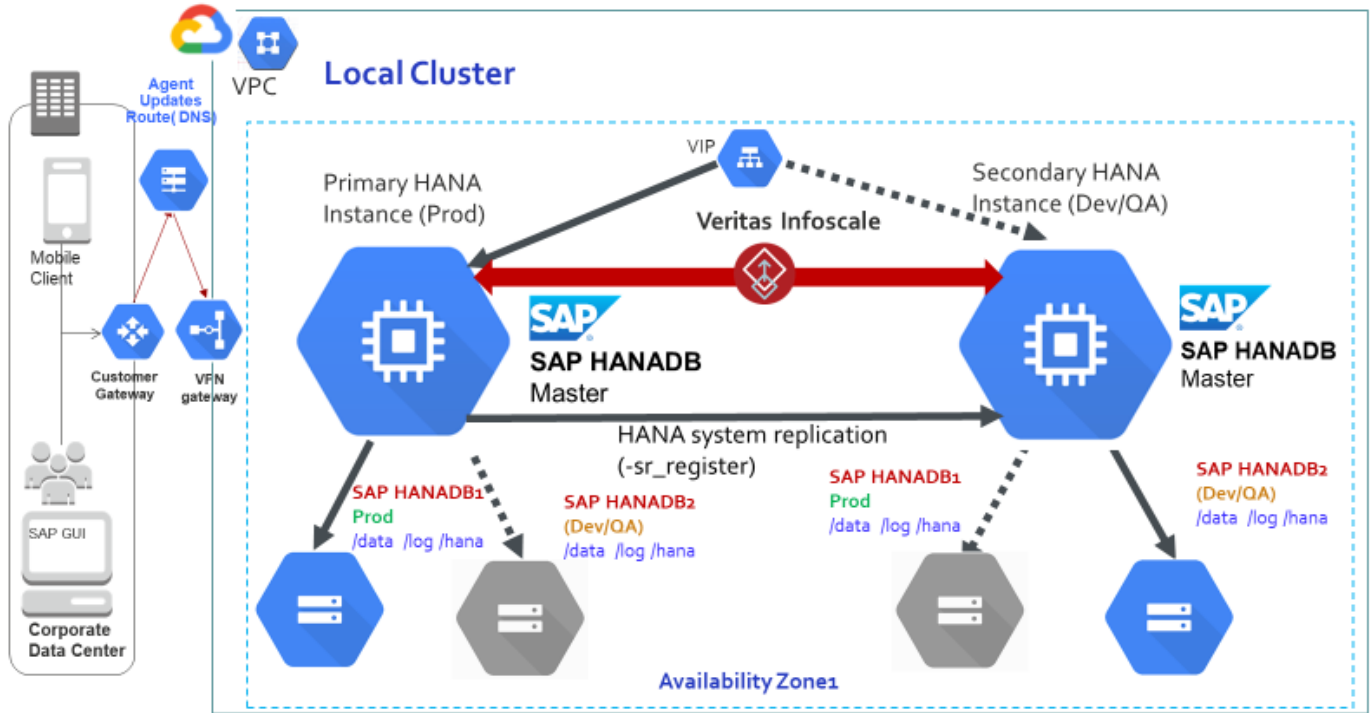 VPC
Local Cluster
Agent
Updates
Route( DNS)
Mobile
Client
Customer
Gateway
VPN
gateway
SAP GUI
Corporate
Data Center
VIP
Primary HANA
Instance (Prod)
Secondary HANA
Instance (Dev/QA)
Veritas Infoscale
SAP
SAP HANADB
Master
SAP
SAP HANADB
Master
HANA system replication
(-sr_register)
SAP HANADB1
Prod
/data /log /hana
SAP HANADB2
(Dev/QA)
/data /log /hana
SAP HANADB1
Prod
/data /log /hana
SAP HANADB2
(Dev/QA)
/data /log /hana
Availability Zone1